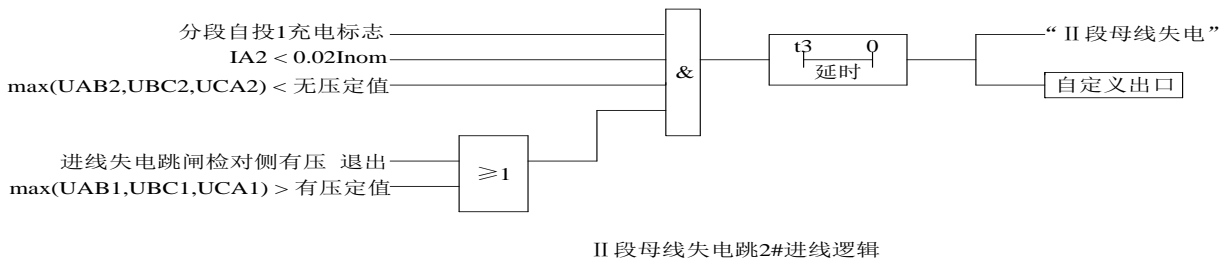 分段自投1充电标志
IA2 < 0.02Inom
max(UAB2,UBC2,UCA2) < 无压定值
&
t3 0
延时
“Ⅱ段母线失电”
自定义出口
进线失电跳闸检对侧有压 退出
max(UAB1,UBC1,UCA1) > 有压定值
≥1
Ⅱ段母线失电跳2#进线逻辑